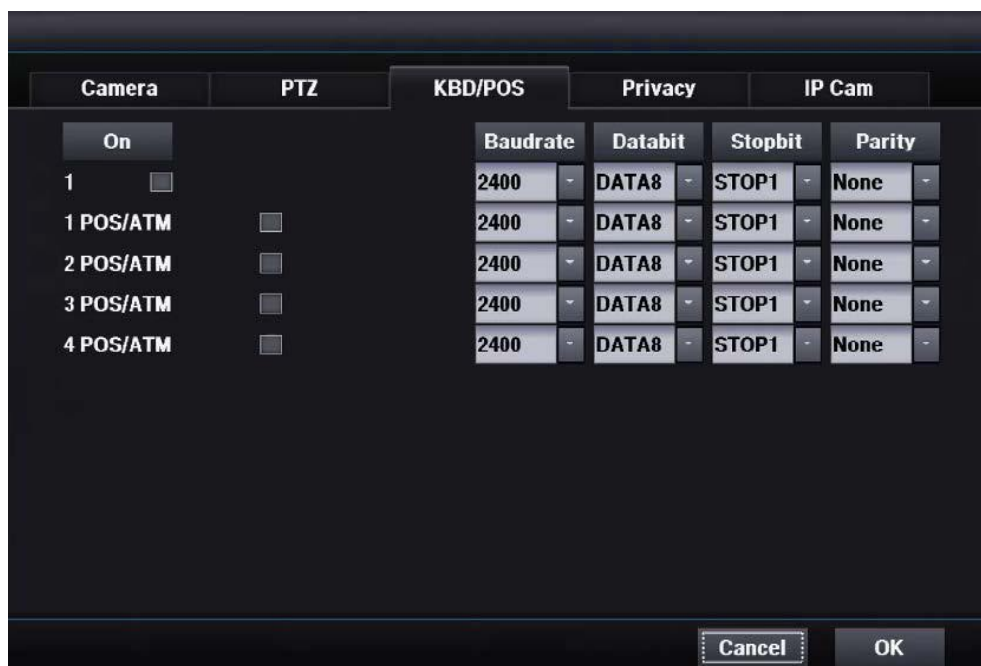 Camera PTZ KBD/POS Privacy IP Cam
On Baudrate Databit Stopbit Parity
1 2400 DATA8 STOP1 None
1 POS/ATM 2400 DATA8 STOP1 None
2 POS/ATM 2400 DATA8 STOP1 None
3 POS/ATM 2400 DATA8 STOP1 None
4 POS/ATM 2400 DATA8 STOP1 None
Cancel OK